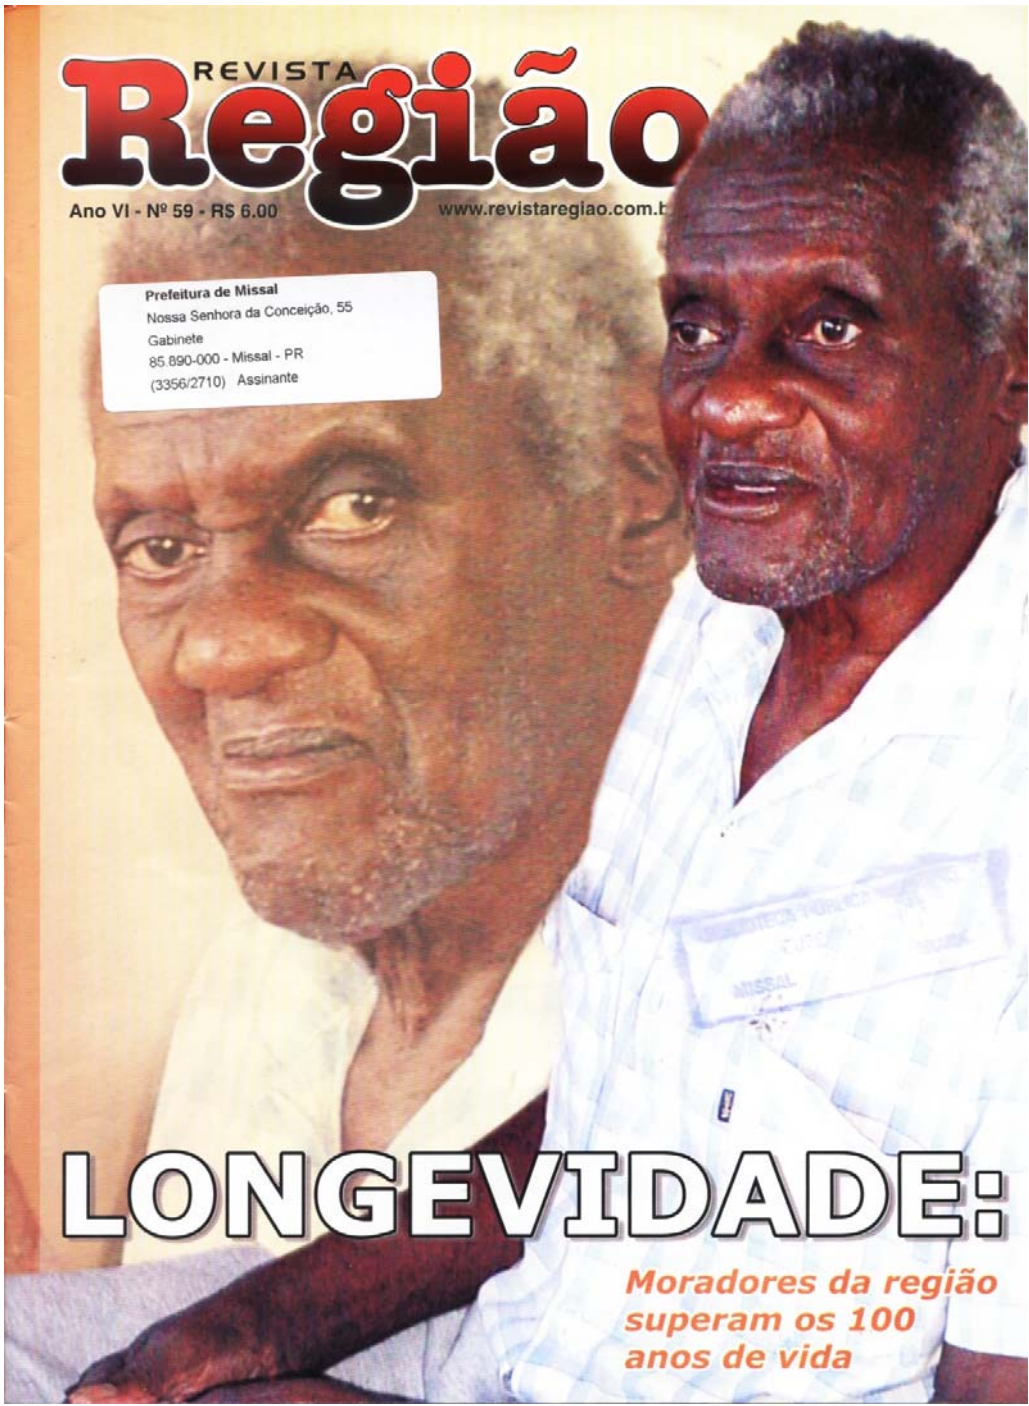 REVISTA
Região
Ano VI - Nº 59 - R$ 6.00
www.revistaregiao.com.b
Prefeitura de Missal
Nossa Senhora da Conceição, 55
Gabinete
85.890-000 - Missal - PR
(3356/2710) Assinante
MISSAL
LONGEVIDADE:
Moradores da região
superam os 100
anos de vida